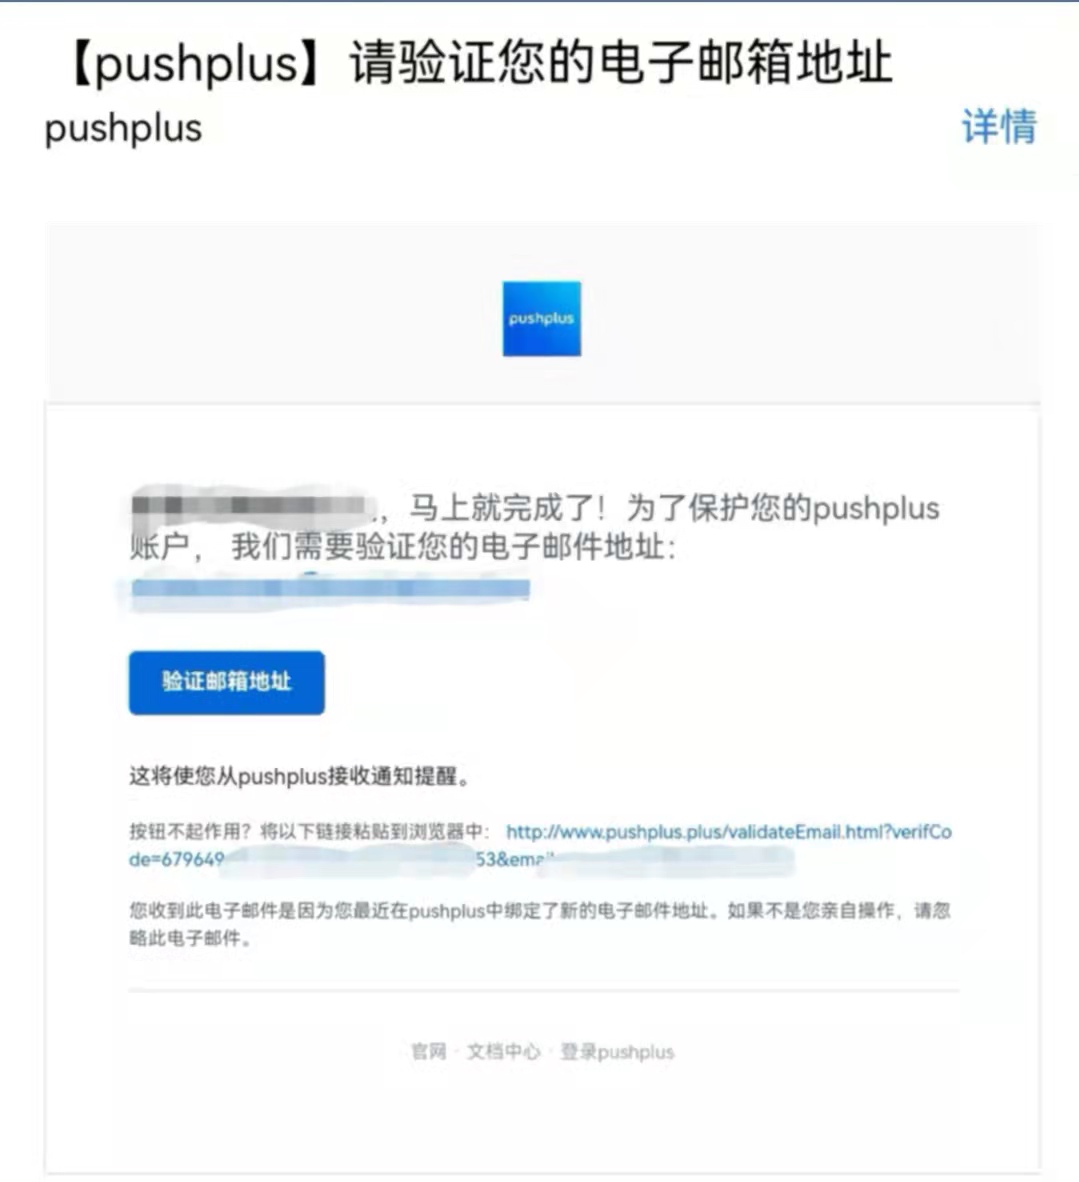 【pushplus】请验证您的电子邮箱地址
pushplus
详情
pushplus
，马上就完成了！为了保护您的pushplus
账户， 我们需要验证您的电子邮件地址：
验证邮箱地址
这将使您从pushplus接收通知提醒。
按钮不起作用？将以下链接粘贴到浏览器中： http://www.pushplus.plus/validateEmail.html?verifCo
de=679649 53&emai
您收到此电子邮件是因为您最近在pushplus中绑定了新的电子邮件地址。如果不是您亲自操作，请忽
略此电子邮件。
官网 · 文档中心 · 登录pushplus